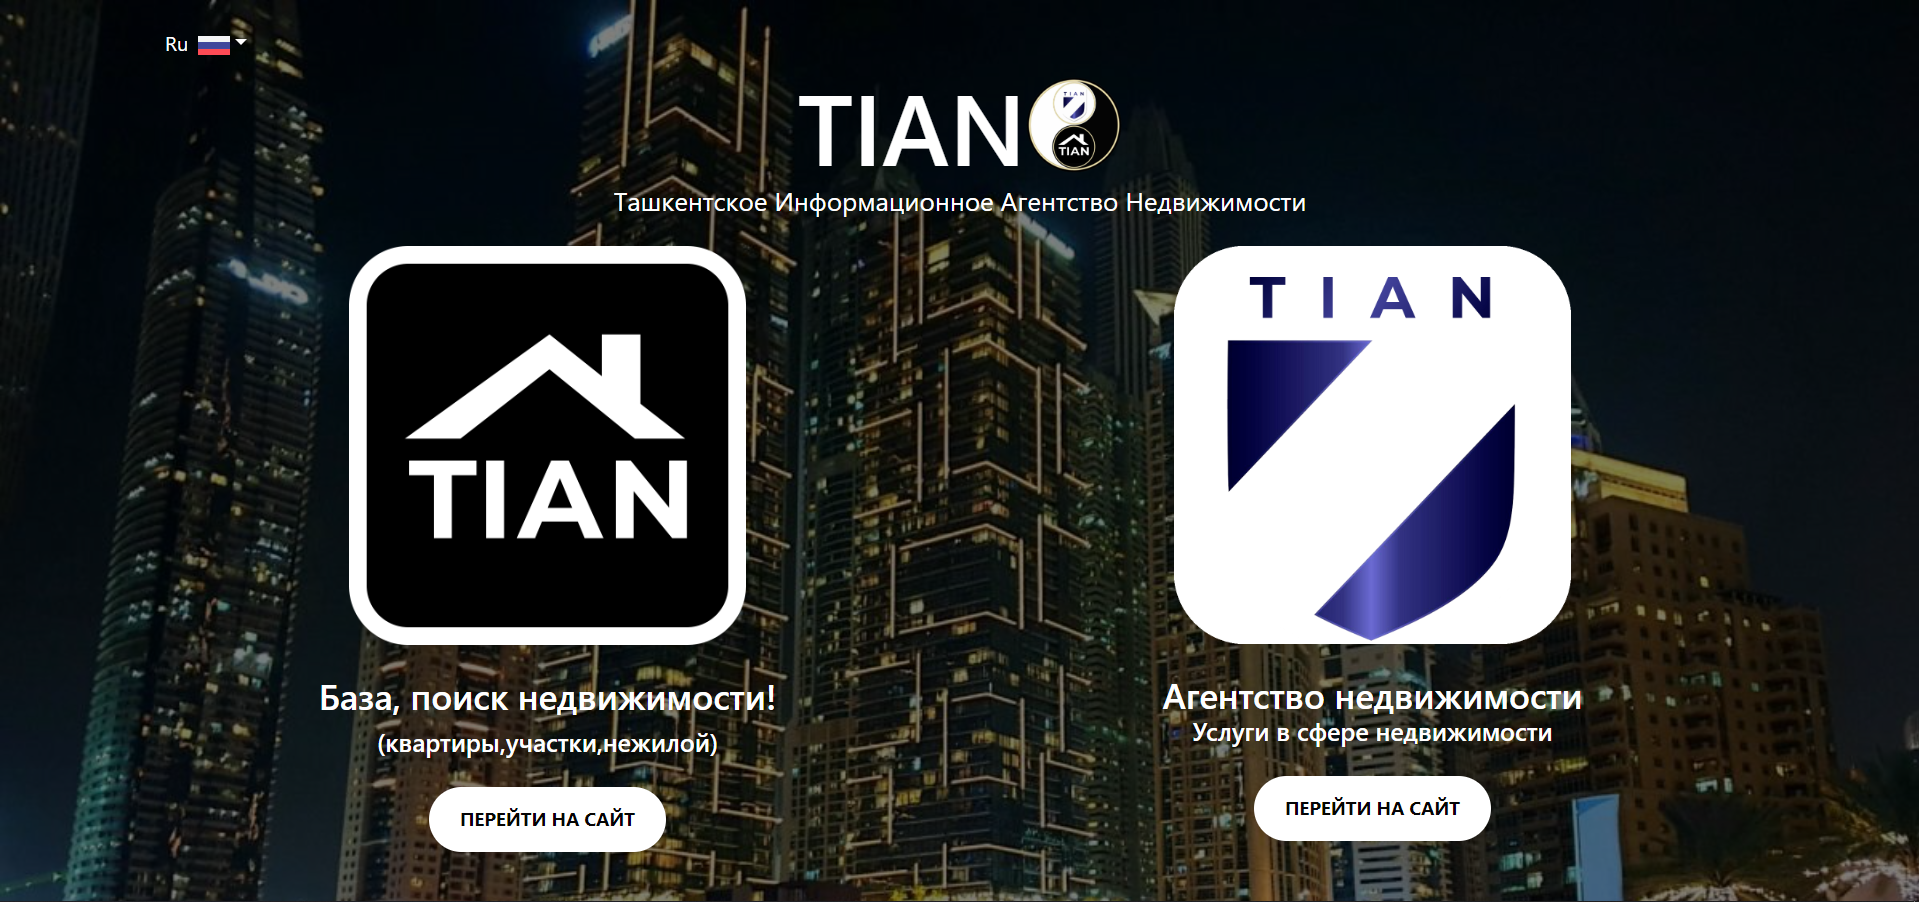 Ru
TIAN
TIAN
TIAN
Ташкентское Информационное Агентство Недвижимости
TIAN
TIAN
База, поиск недвижимости!
(квартиры,участки,нежилой)
ПЕРЕЙТИ НА САЙТ
Агентство недвижимости
Услуги в сфере недвижимости
ПЕРЕЙТИ НА САЙТ